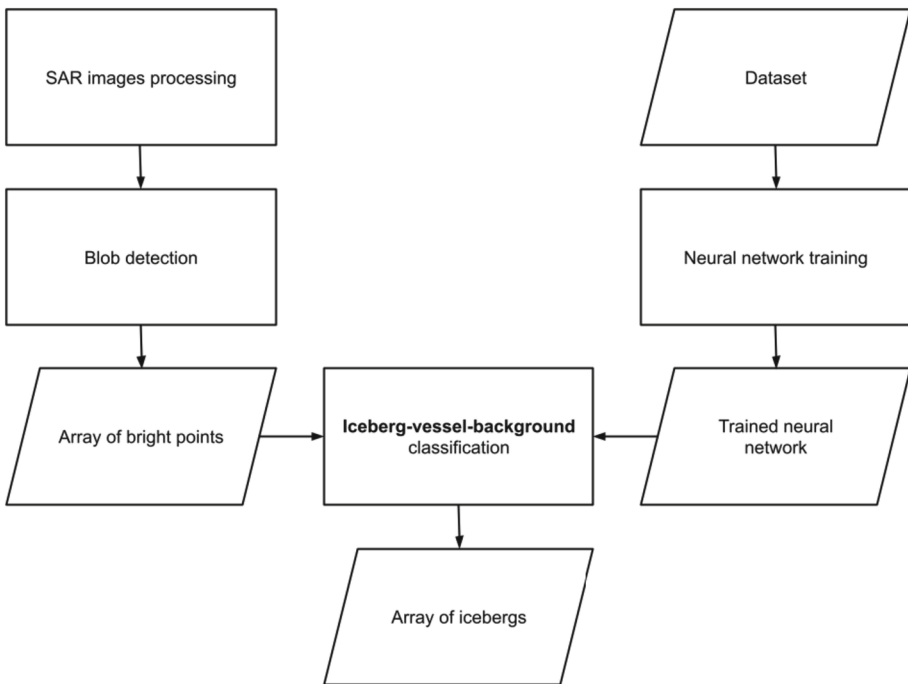 SAR images processing
Dataset
Blob detection
Neural network training
Array of bright points
Iceberg-vessel-background
classification
Trained neural
network
Array of icebergs